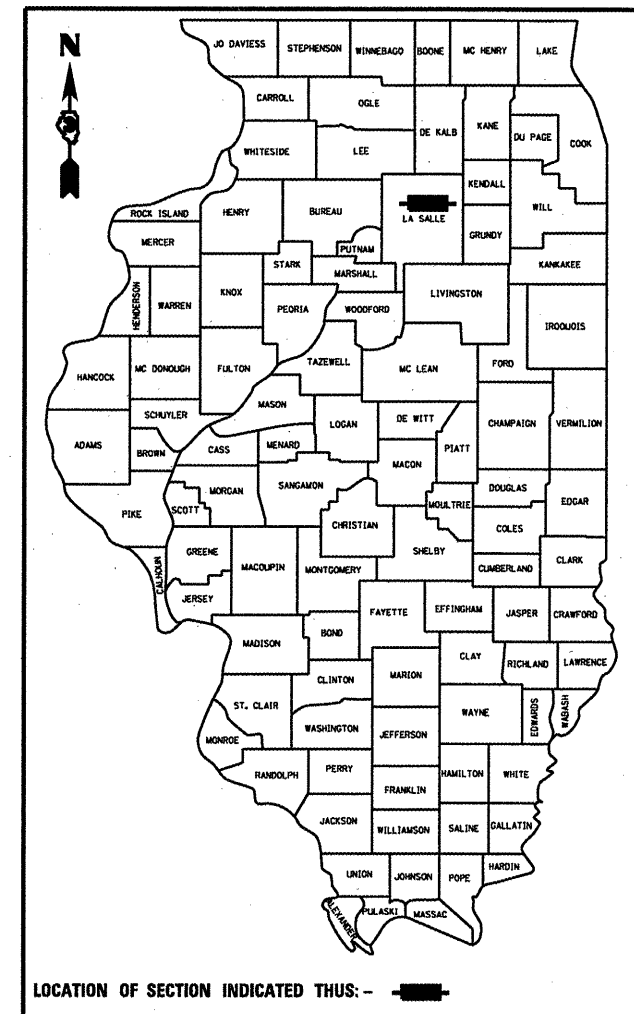 N
JO DAVIESS STEPHENSON WINNEBAGO BOONE MC HENRY LAKE
CARROLL OGLE DE KALB KANE DU PAGE COOK
WHITESIDE LEE
KENDALL WILL
ROCK ISLAND HENRY BUREAU LA SALLE
MERCER PUTNAM GRUNDY
STARK MARSHALL KANKAKEE
HENDERSON WARREN KNOX PEORIA WOODFORD LIVINGSTON IROQUOIS
HANCOCK MC DONOUGH FULTON TAZEWELL MC LEAN FORD
SCHUYLER MASON LOGAN DE WITT CHAMPAIGN VERMILION
ADAMS BROWN CASS MENARD MACON PIATT
PIKE SCOTT MORGAN SANGAMON MOULTRIE DOUGLAS EDGAR
CHRISTIAN COLES
CALHOUN GREENE MACOUPIN MONTGOMERY SHELBY CUMBERLAND CLARK
JERSEY FAYETTE EFFINGHAM JASPER CRAWFORD
MADISON BOND CLAY RICHLAND LAWRENCE
CLINTON MARION
ST. CLAIR WAYNE EDWARDS WABASH
MONROE WASHINGTON JEFFERSON
RANDOLPH PERRY HAMILTON WHITE
FRANKLIN
JACKSON WILLIAMSON SALINE GALLATIN
UNION JOHNSON POPE HARDIN
ALEXANDER PULASKI MASSAC
LOCATION OF SECTION INDICATED THUS: -